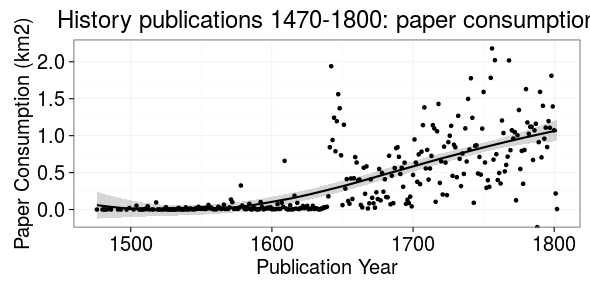 History publications 1470-1800: paper consumption
Paper Consumption (km2)
2.0
1.5
1.0
0.5
0.0
1500 1600 1700 1800
Publication Year